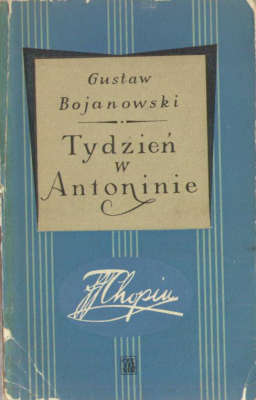 Gustaw
Bojanowski
Tydzień
w
Antoninie
FFChopin